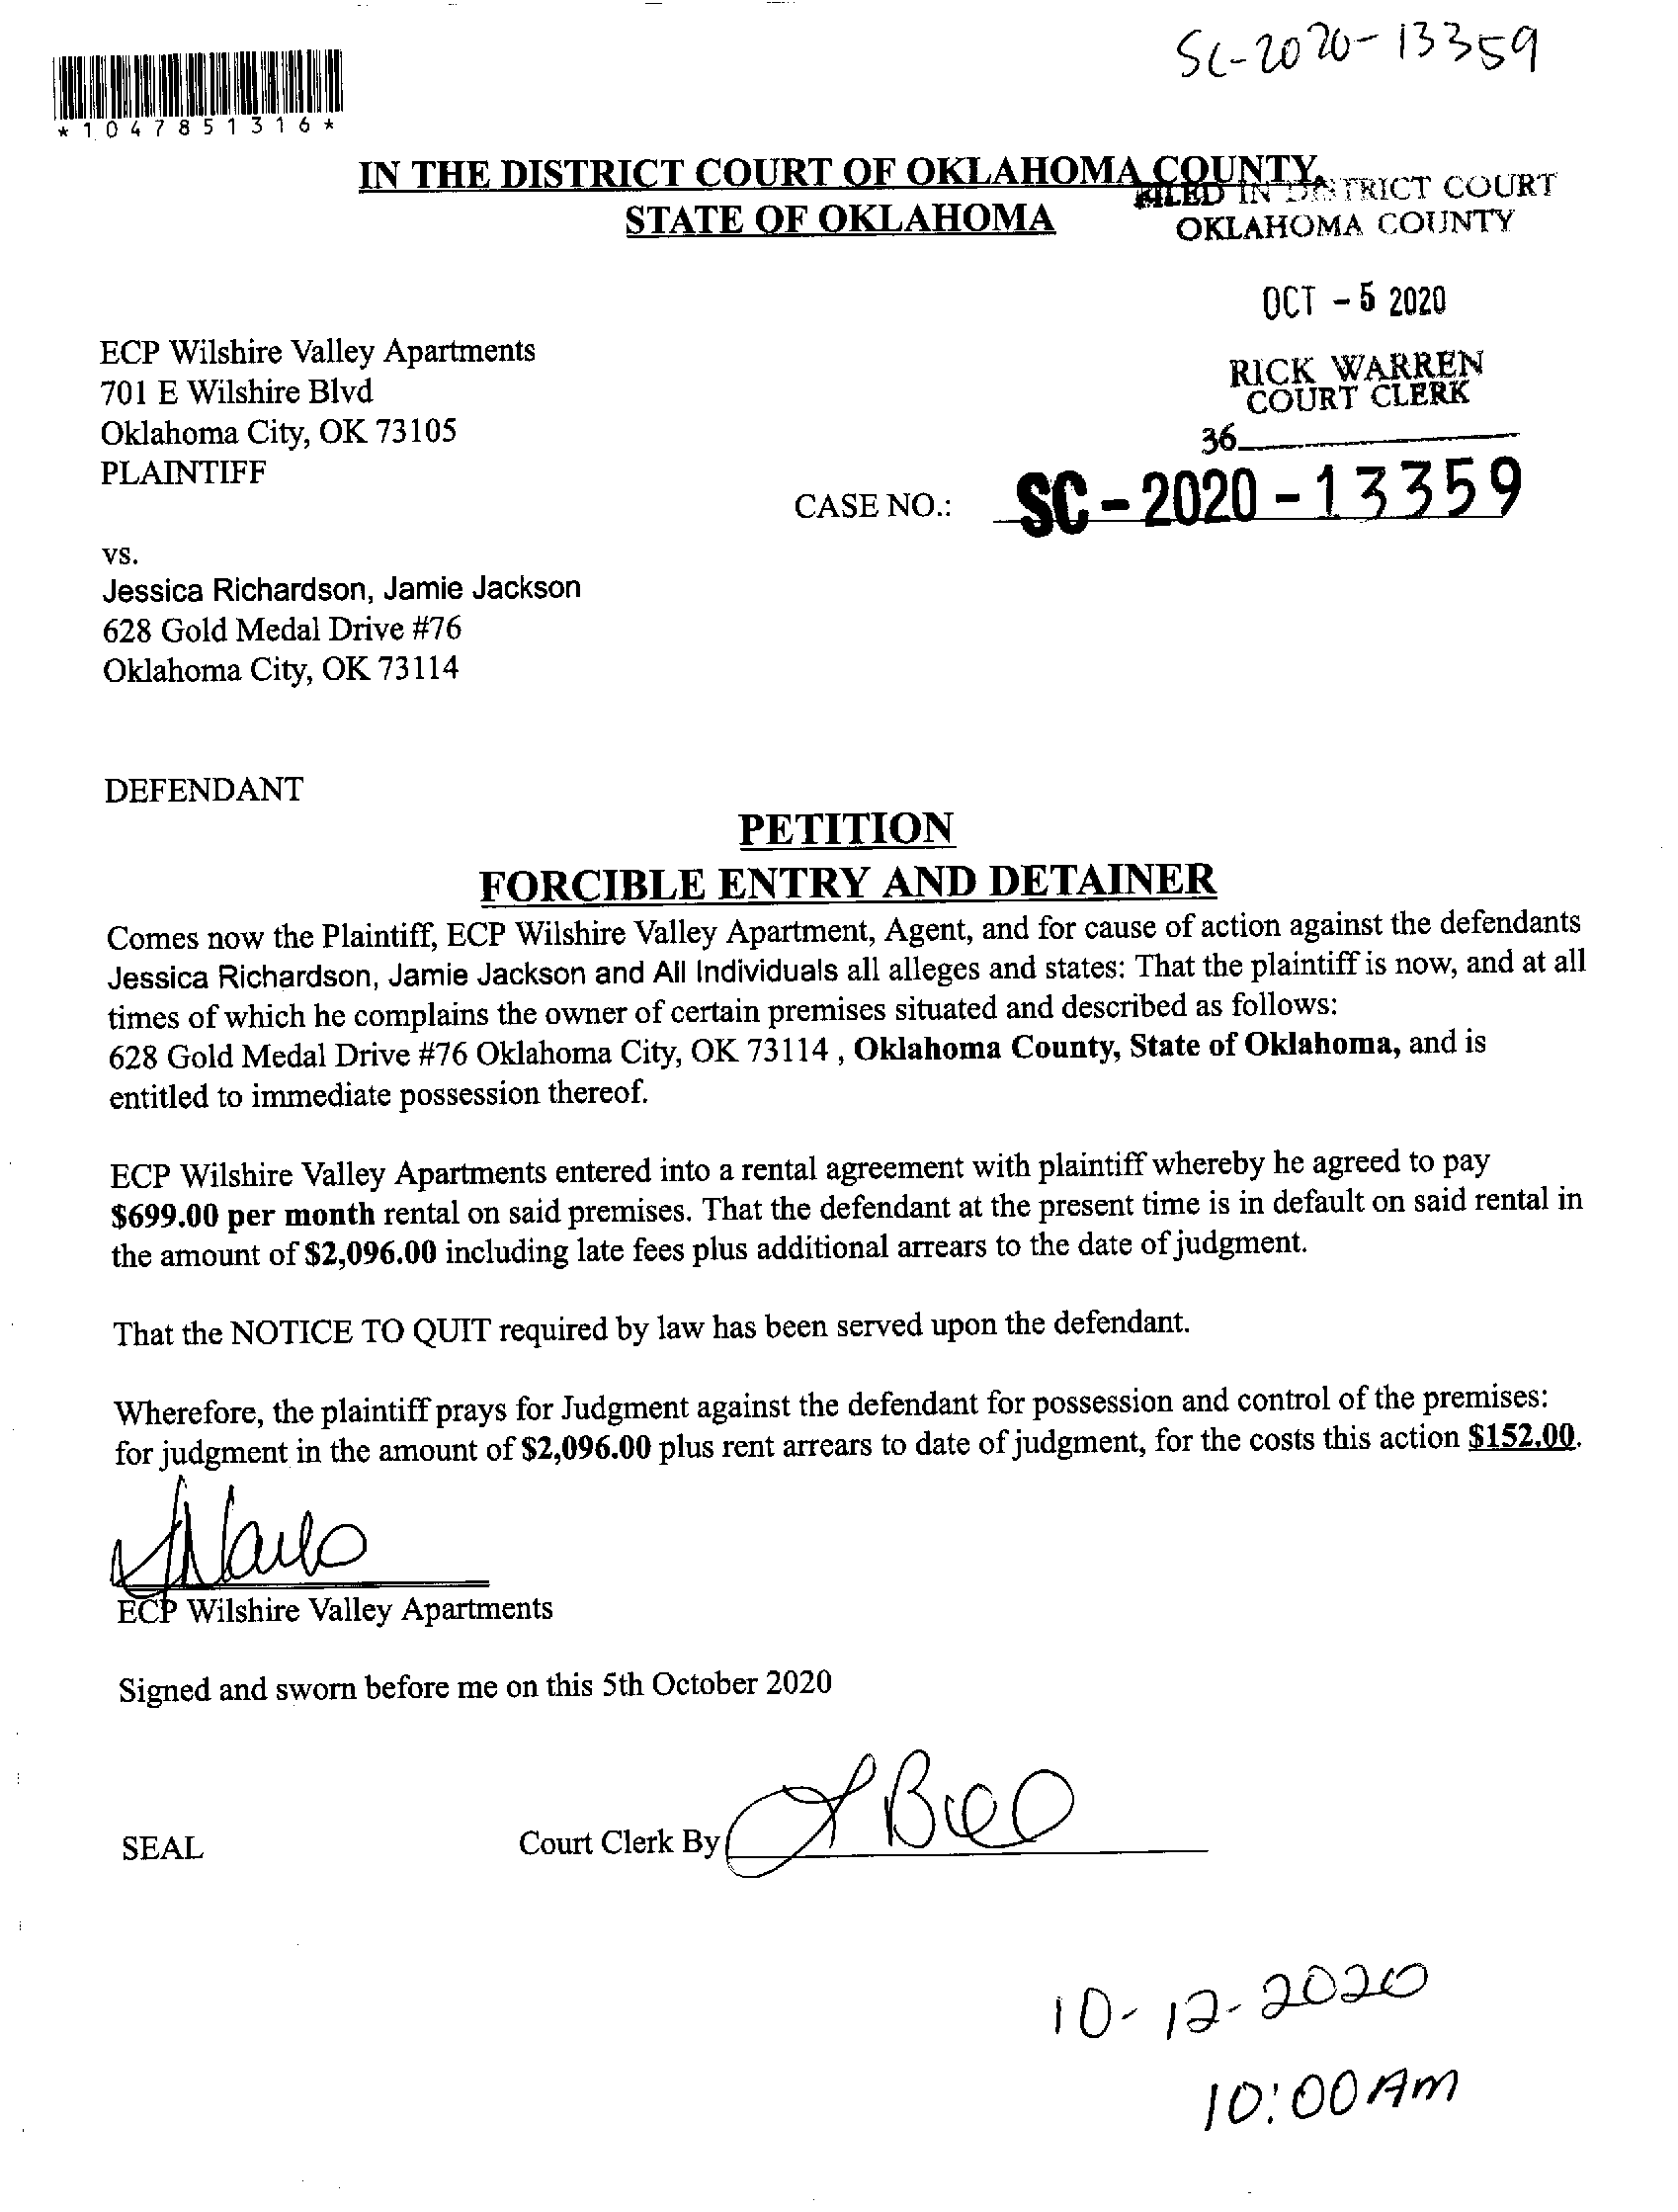 SC-2020-13359
*1047851316*
IN THE DISTRICT COURT OF OKLAHOMA COUNTY,
STATE OF OKLAHOMA
FILED IN DISTRICT COURT
OKLAHOMA COUNTY
OCT - 5 2020
RICK WARREN
COURT CLERK
36
ECP Wilshire Valley Apartments
701 E Wilshire Blvd
Oklahoma City, OK 73105
PLAINTIFF
CASE NO.: SC - 2020 - 13359
vs.
Jessica Richardson, Jamie Jackson
628 Gold Medal Drive #76
Oklahoma City, OK 73114
DEFENDANT
PETITION
FORCIBLE ENTRY AND DETAINER
Comes now the Plaintiff, ECP Wilshire Valley Apartment, Agent, and for cause of action against the defendants
Jessica Richardson, Jamie Jackson and All Individuals all alleges and states: That the plaintiff is now, and at all
times of which he complains the owner of certain premises situated and described as follows:
628 Gold Medal Drive #76 Oklahoma City, OK 73114 , Oklahoma County, State of Oklahoma, and is
entitled to immediate possession thereof.
ECP Wilshire Valley Apartments entered into a rental agreement with plaintiff whereby he agreed to pay
$699.00 per month rental on said premises. That the defendant at the present time is in default on said rental in
the amount of $2,096.00 including late fees plus additional arrears to the date of judgment.
That the NOTICE TO QUIT required by law has been served upon the defendant.
Wherefore, the plaintiff prays for Judgment against the defendant for possession and control of the premises:
for judgment in the amount of $2,096.00 plus rent arrears to date of judgment, for the costs this action $152.00.
ECP Wilshire Valley Apartments
Signed and sworn before me on this 5th October 2020
SEAL
Court Clerk By
10-12-2020
10:00 Am